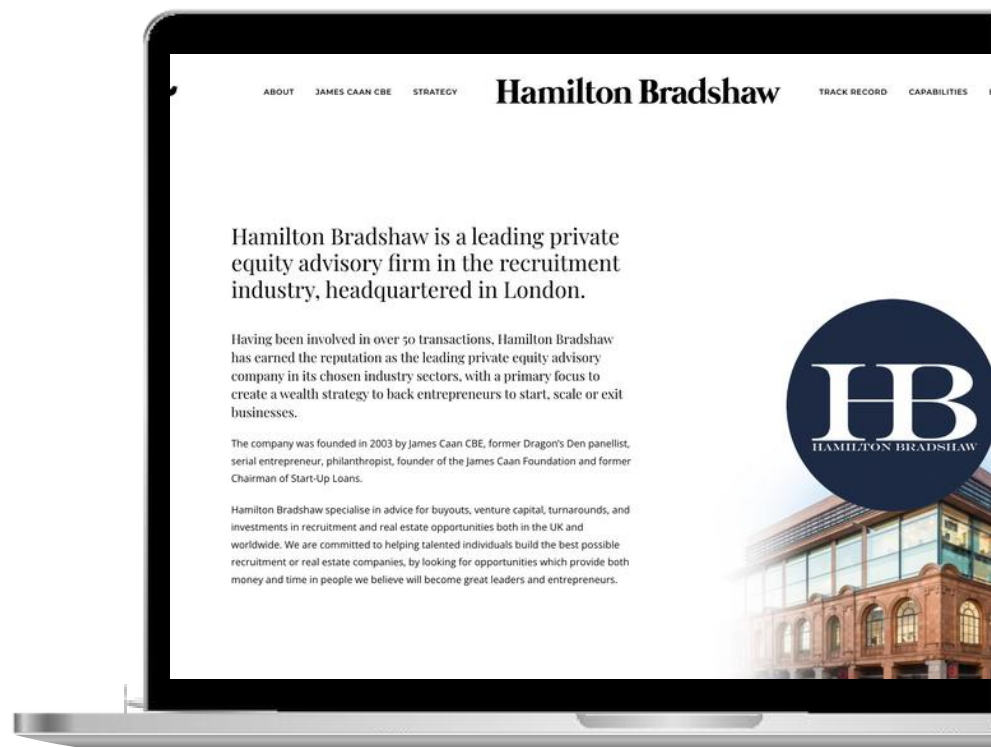 ABOUT JAMES CAAN CBE STRATEGY Hamilton Bradshaw TRACK RECORD CAPABILITIES
Hamilton Bradshaw is a leading private
equity advisory firm in the recruitment
industry, headquartered in London.
Having been involved in over 50 transactions, Hamilton Bradshaw
has earned the reputation as the leading private equity advisory
company in its chosen industry sectors, with a primary focus to
create a wealth strategy to back entrepreneurs to start, scale or exit
businesses.
The company was founded in 2003 by James Caan CBE, former Dragon's Den panellist,
serial entrepreneur, philanthropist, founder of the James Caan Foundation and former
Chairman of Start-Up Loans.
Hamilton Bradshaw specialise in advice for buyouts, venture capital, turnarounds, and
investments in recruitment and real estate opportunities both in the UK and
worldwide. We are committed to helping talented individuals build the best possible
recruitment or real estate companies, by looking for opportunities which provide both
money and time in people we believe will become great leaders and entrepreneurs.
HB
HAMILTON BRADSHAW